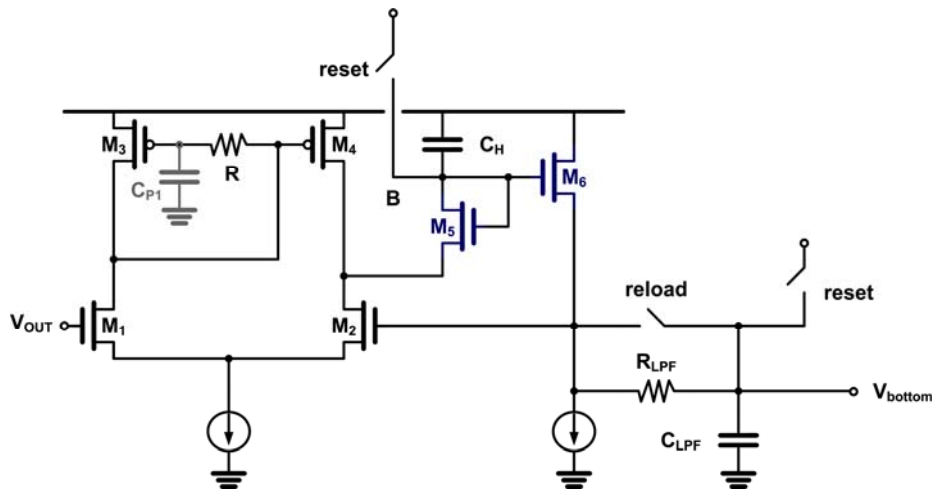 reset
M3
M4
R
CP1
CH
B
M6
M5
VOUT
M1
M2
reload
reset
RLPF
Vbottom
CLPF